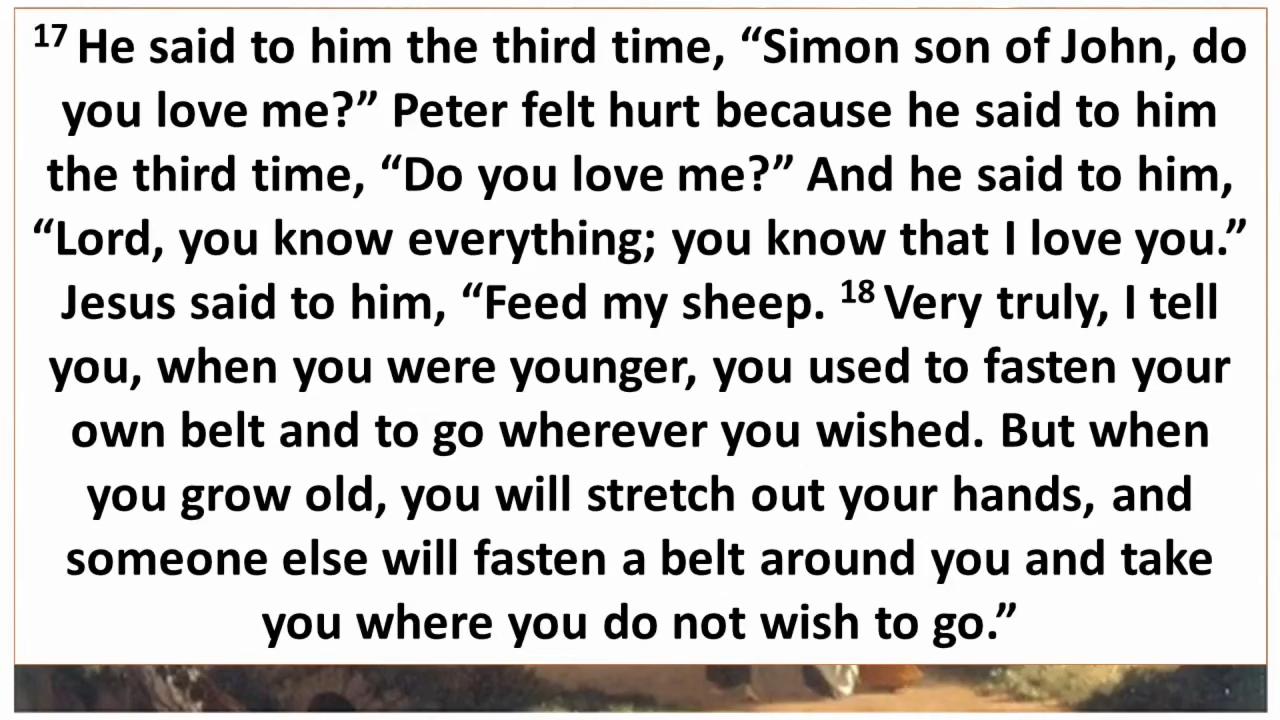 17 He said to him the third time, “Simon son of John, do
you love me?” Peter felt hurt because he said to him
the third time, “Do you love me?” And he said to him,
“Lord, you know everything; you know that I love you.”
Jesus said to him, “Feed my sheep. 18 Very truly, I tell
you, when you were younger, you used to fasten your
own belt and to go wherever you wished. But when
you grow old, you will stretch out your hands, and
someone else will fasten a belt around you and take
you where you do not wish to go.”